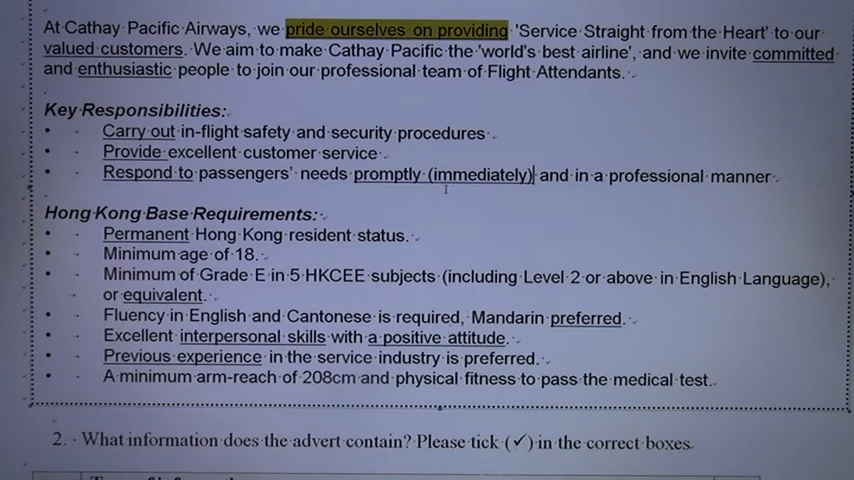 At Cathay Pacific Airways, we pride ourselves on providing 'Service Straight from the Heart' to our
valued customers. We aim to make Cathay Pacific the 'world's best airline', and we invite committed
and enthusiastic people to join our professional team of Flight Attendants.
Key Responsibilities:
• Carry out in-flight safety and security procedures
• Provide excellent customer service
• Respond to passengers' needs promptly (immediately) and in a professional manner
Hong Kong Base Requirements:
• Permanent Hong Kong resident status.
• Minimum age of 18.
• Minimum of Grade E in 5 HKCEE subjects (including Level 2 or above in English Language),
or equivalent.
• Fluency in English and Cantonese is required, Mandarin preferred.
• Excellent interpersonal skills with a positive attitude.
• Previous experience in the service industry is preferred.
• A minimum arm-reach of 208cm and physical fitness to pass the medical test.
2. What information does the advert contain? Please tick (✓) in the correct boxes